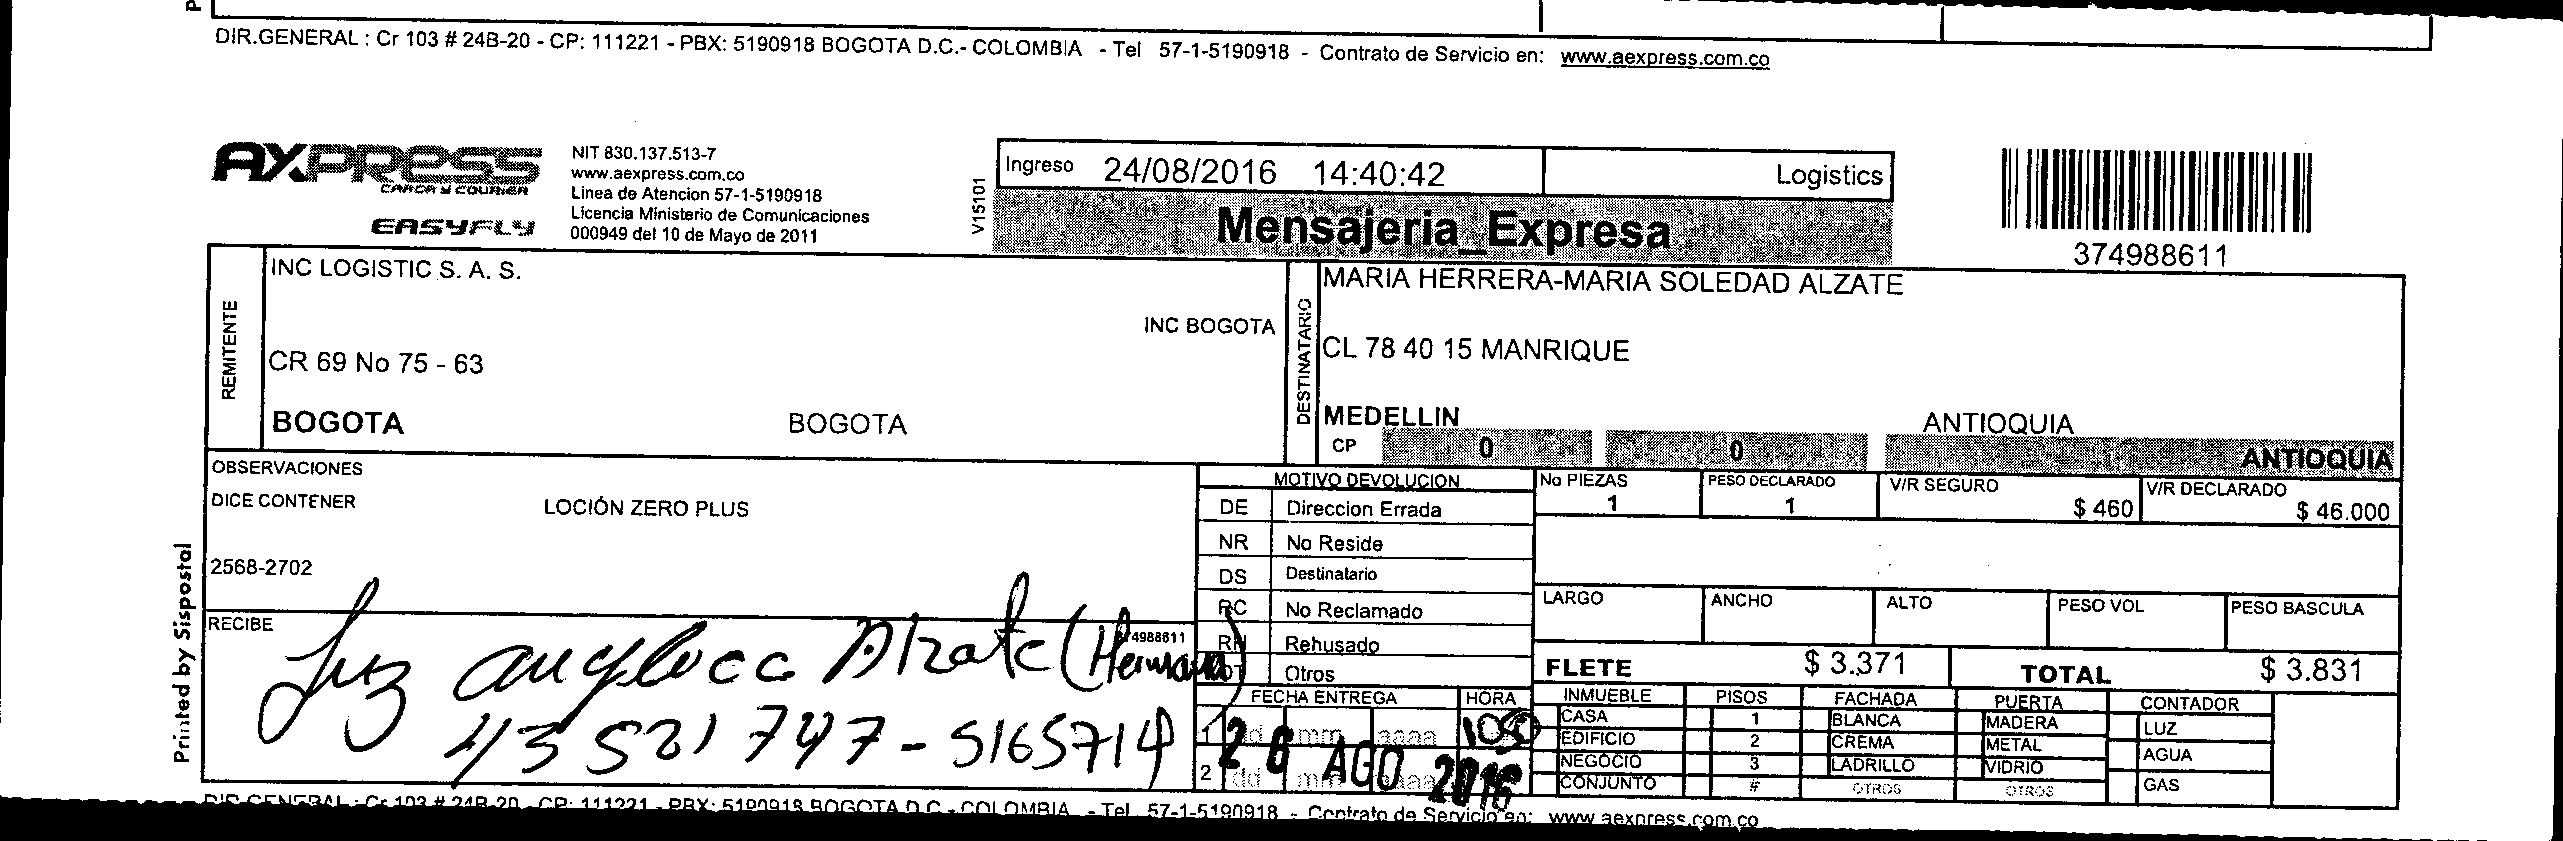 DIR.GENERAL : Cr 103 # 24B-20 - CP: 111221 - PBX: 5190918 BOGOTA D.C.- COLOMBIA - Tel 57-1-5190918 - Contrato de Servicio en: www.aexpress.com.co
AXPRESS
CARGA Y COURIER
EASYFLY
NIT 830.137.513-7
www.aexpress.com.co
Linea de Atencion 57-1-5190918
Licencia Ministerio de Comunicaciones
000949 del 10 de Mayo de 2011
V15101
Ingreso 24/08/2016 14:40:42 Logistics
Mensajeria_Expresa
374988611
REMITENTE
INC LOGISTIC S. A. S.
INC BOGOTA
CR 69 No 75 - 63
BOGOTA BOGOTA
DESTINATARIO
MARIA HERRERA-MARIA SOLEDAD ALZATE
CL 78 40 15 MANRIQUE
MEDELLIN ANTIOQUIA
CP 0 0 ANTIOQUIA
OBSERVACIONES
DICE CONTENER LOCIÓN ZERO PLUS
2568-2702
MOTIVO DEVOLUCION
DE Direccion Errada
NR No Reside
DS Destinatario
RC No Reclamado
RH Rehusado
OT Otros
No PIEZAS 1
PESO DECLARADO 1
V/R SEGURO $ 460
V/R DECLARADO $ 46.000
LARGO ANCHO ALTO PESO VOL PESO BASCULA
FLETE $ 3.371 TOTAL $ 3.831
RECIBE
374988611
Luz Alzate (Hermana)
43521747 - 5165714
FECHA ENTREGA HORA
1 dd mm aaaa
2 dd mm aaaa
26 AGO 2016
INMUEBLE PISOS FACHADA PUERTA CONTADOR
CASA 1 BLANCA MADERA LUZ
EDIFICIO 2 CREMA METAL AGUA
NEGOCIO 3 LADRILLO VIDRIO
CONJUNTO # OTROS OTROS GAS
Printed by Sispostal
DIR.GENERAL : Cr 103 # 24B-20 - CP: 111221 - PBX: 5190918 BOGOTA D.C.- COLOMBIA - Tel 57-1-5190918 - Contrato de Servicio en: www.aexpress.com.co